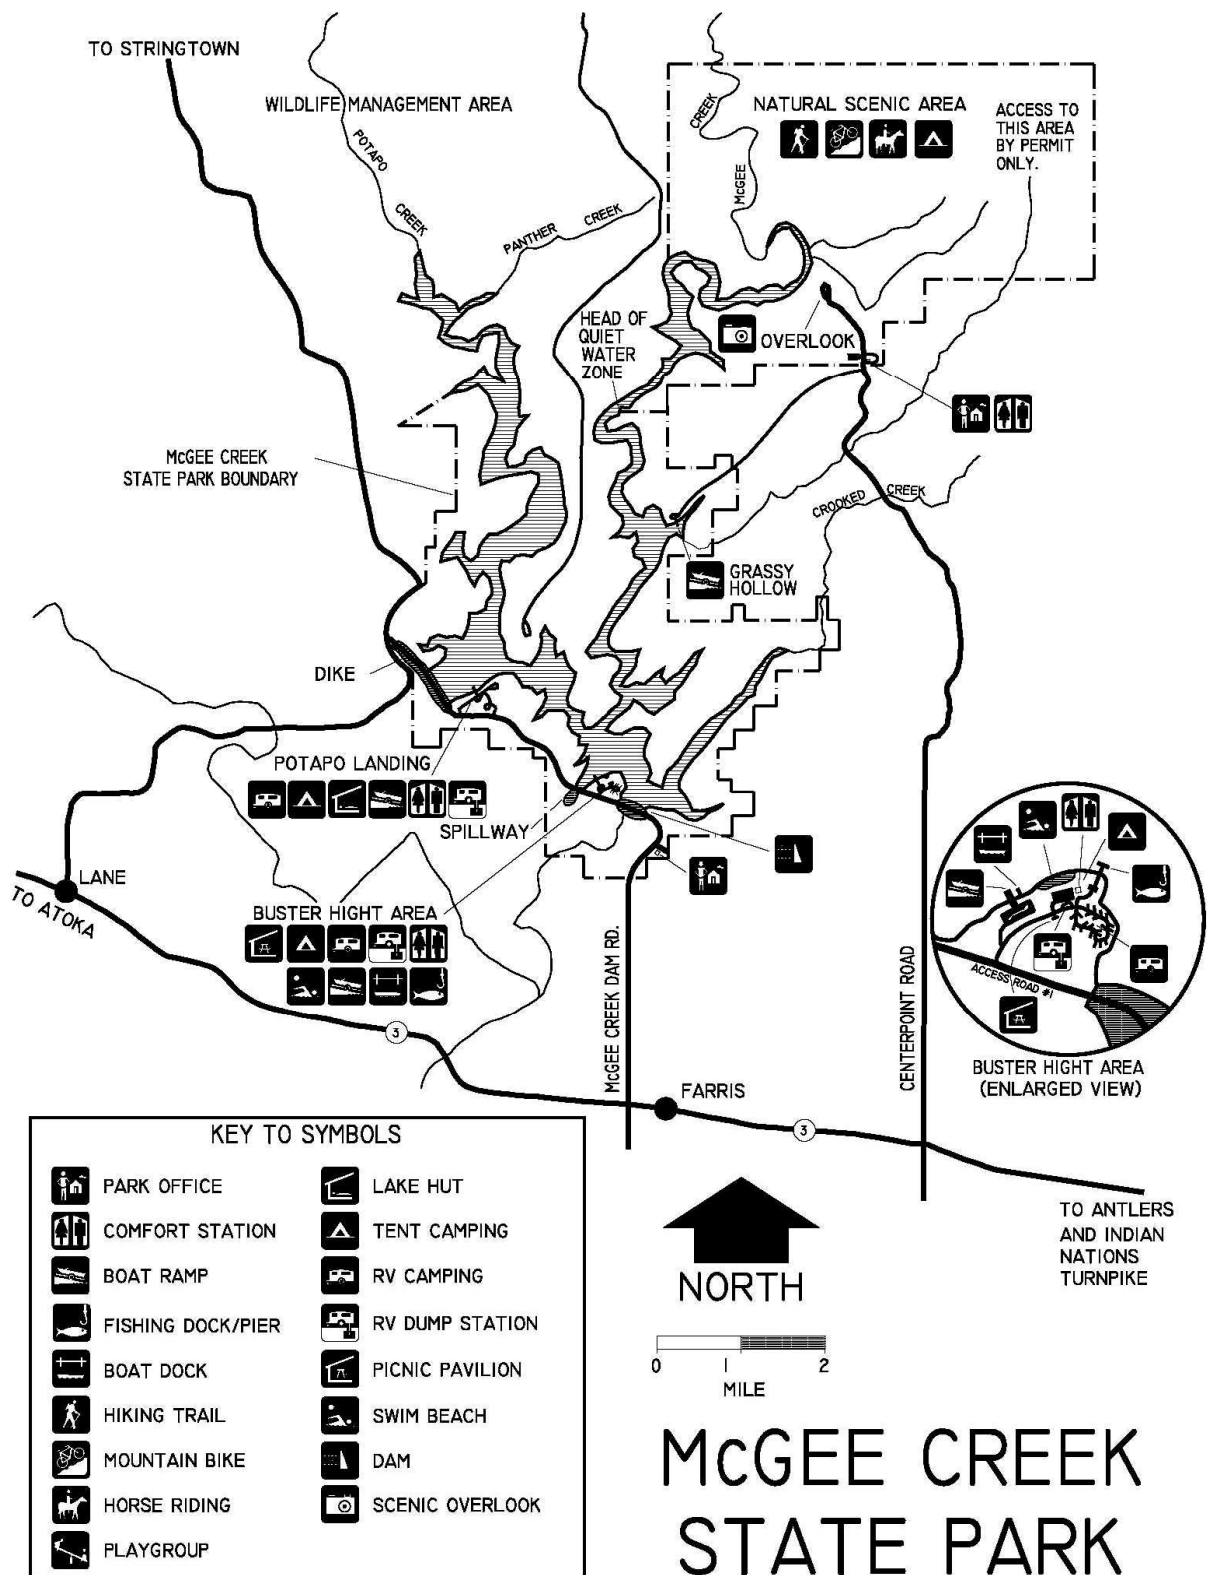 TO STRINGTOWN
WILDLIFE MANAGEMENT AREA
POTAPO
CREEK
PANTHER CREEK
CREEK
McGEE
NATURAL SCENIC AREA
ACCESS TO
THIS AREA
BY PERMIT
ONLY.
HEAD OF
QUIET
WATER
ZONE
OVERLOOK
McGEE CREEK
STATE PARK BOUNDARY
CROOKED CREEK
GRASSY
HOLLOW
DIKE
POTAPO LANDING
SPILLWAY
LANE
TO ATOKA
BUSTER HIGHT AREA
McGEE CREEK DAM RD.
CENTERPOINT ROAD
ACCESS ROAD #1
BUSTER HIGHT AREA
(ENLARGED VIEW)
3
FARRIS
3
TO ANTLERS
AND INDIAN
NATIONS
TURNPIKE
KEY TO SYMBOLS
PARK OFFICE
COMFORT STATION
BOAT RAMP
FISHING DOCK/PIER
BOAT DOCK
HIKING TRAIL
MOUNTAIN BIKE
HORSE RIDING
PLAYGROUP
LAKE HUT
TENT CAMPING
RV CAMPING
RV DUMP STATION
PICNIC PAVILION
SWIM BEACH
DAM
SCENIC OVERLOOK
NORTH
0 1 2
MILE
McGEE CREEK
STATE PARK